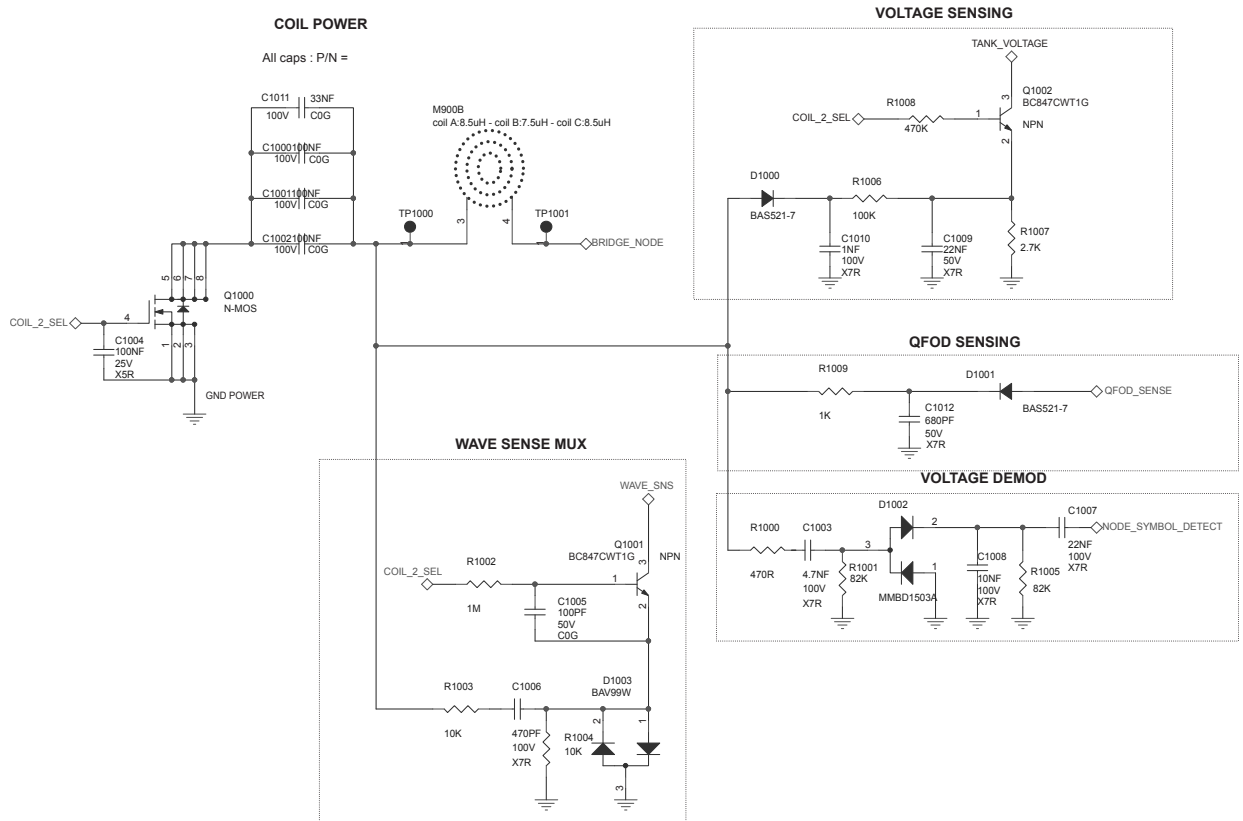 COIL POWER
All caps : P/N =
C1011 33NF
100V C0G
C1000100NF
100V C0G
C1001100NF
100V C0G
C1002100NF
100V C0G
M900B
coil A:8.5uH - coil B:7.5uH - coil C:8.5uH
3
4
TP1000
1
TP1001
1
BRIDGE_NODE
5
6
7
8
Q1000
N-MOS
COIL_2_SEL
4
C1004
100NF
25V
X5R
1
2
3
GND POWER
VOLTAGE SENSING
TANK_VOLTAGE
3
Q1002
BC847CWT1G
R1008
COIL_2_SEL
470K
1
NPN
2
D1000
BAS521-7
R1006
100K
C1010
1NF
100V
X7R
C1009
22NF
50V
X7R
R1007
2.7K
QFOD SENSING
R1009
1K
D1001
BAS521-7
QFOD_SENSE
C1012
680PF
50V
X7R
WAVE SENSE MUX
WAVE_SNS
Q1001
BC847CWT1G
3
NPN
R1002
COIL_2_SEL
1M
1
2
C1005
100PF
50V
C0G
D1003
BAV99W
R1003
10K
C1006
470PF
100V
X7R
R1004
10K
2
1
3
VOLTAGE DEMOD
D1002
R1000
470R
C1003
4.7NF
100V
X7R
R1001
82K
3
2
1
MMBD1503A
C1008
10NF
100V
X7R
R1005
82K
C1007
22NF
100V
X7R
NODE_SYMBOL_DETECT